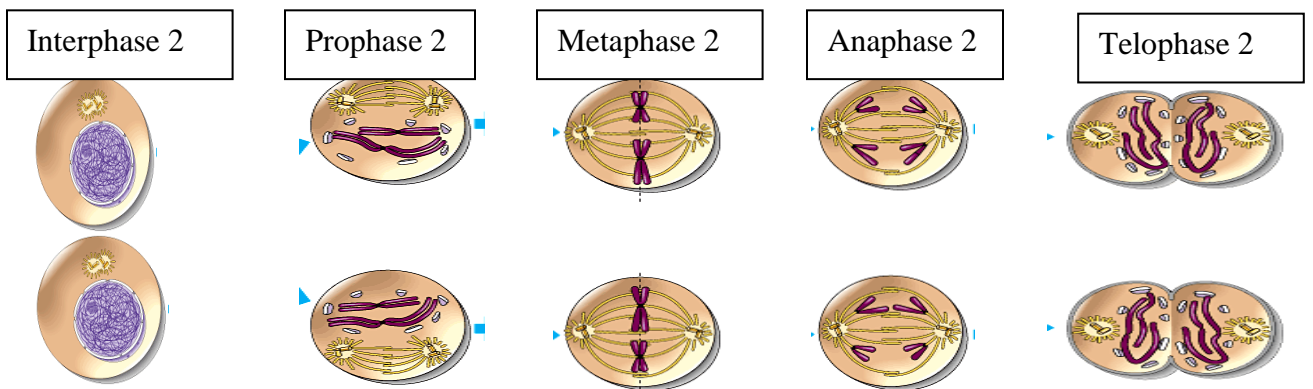 Interphase 2
Prophase 2
Metaphase 2
Anaphase 2
Telophase 2